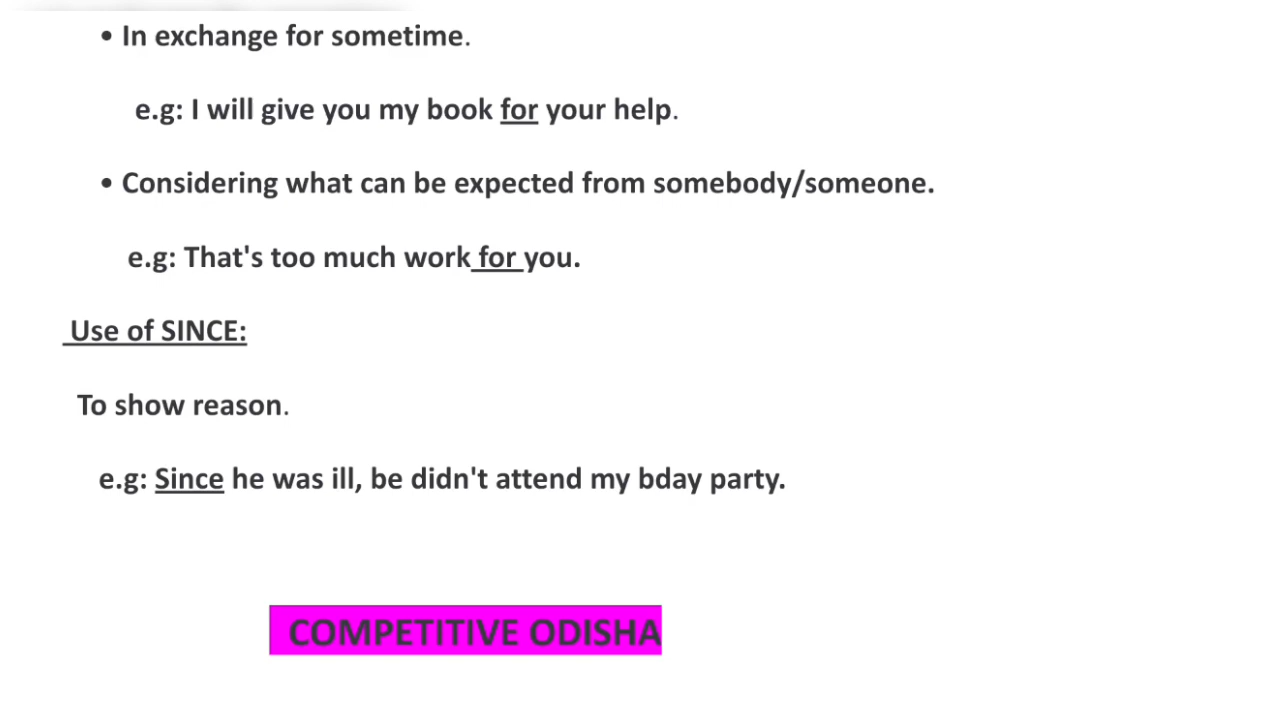 • In exchange for sometime.
e.g: I will give you my book for your help.
• Considering what can be expected from somebody/someone.
e.g: That's too much work for you.
Use of SINCE:
To show reason.
e.g: Since he was ill, be didn't attend my bday party.
COMPETITIVE ODISHA